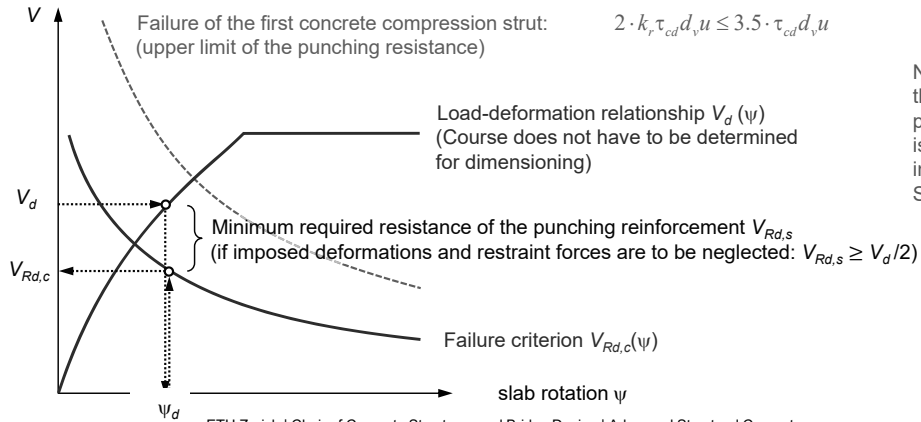 V
Failure of the first concrete compression strut: 2 · k_r τ_cd d_v u ≤ 3.5 · τ_cd d_v u
(upper limit of the punching resistance)
Load-deformation relationship V_d (ψ)
(Course does not have to be determined
for dimensioning)
V_d
Minimum required resistance of the punching reinforcement V_Rd,s
(if imposed deformations and restraint forces are to be neglected: V_Rd,s ≥ V_d /2)
V_Rd,c
Failure criterion V_Rd,c(ψ)
slab rotation ψ
ψ_d